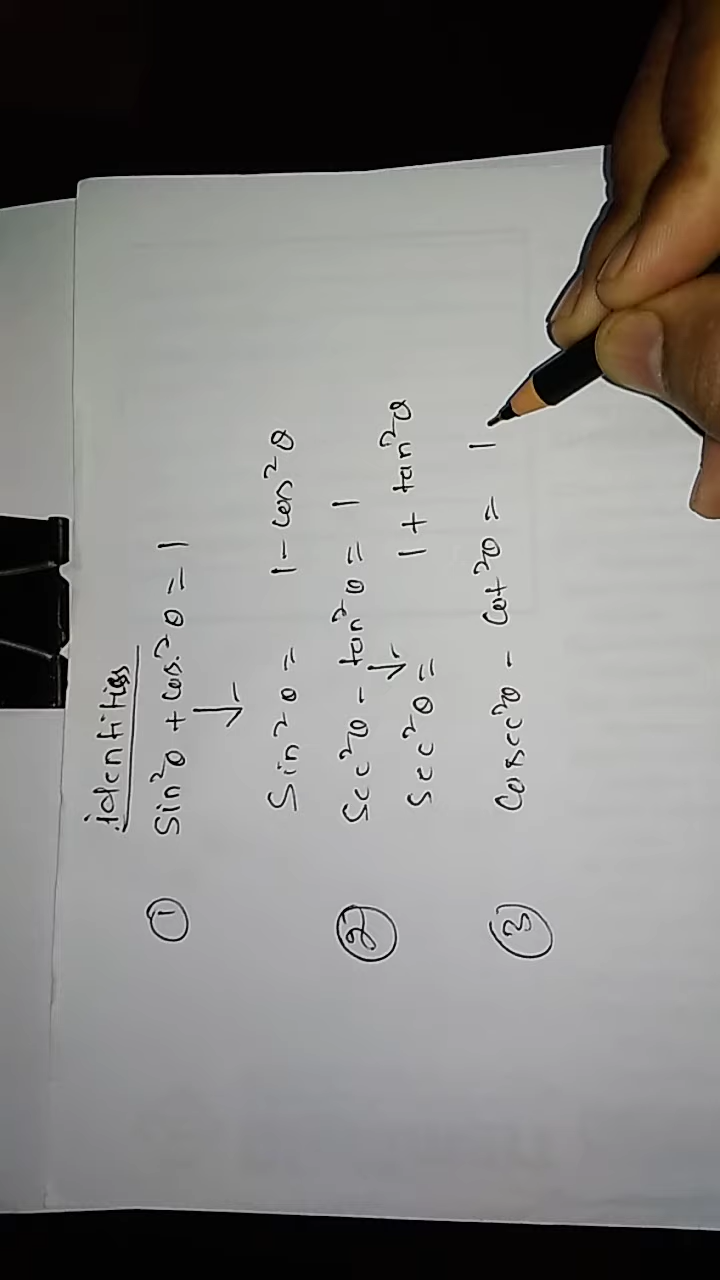 identities
① Sin²θ + cos²θ = 1
↓
Sin²θ = 1 - cos²θ
② Sec²θ - tan²θ = 1
↓
Sec²θ = 1 + tan²θ
③ Cosec²θ - cot²θ = 1